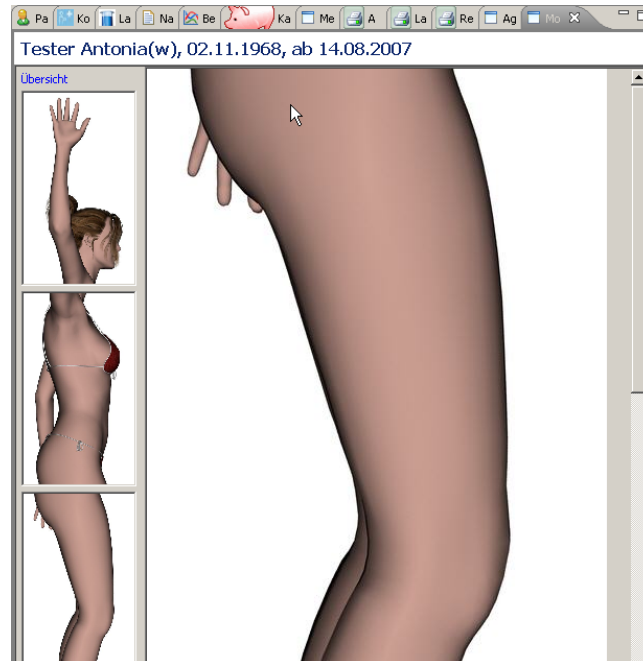 Pa Ko La Na Be Ka Me A La Re Ag Mo
Tester Antonia(w), 02.11.1968, ab 14.08.2007
Übersicht